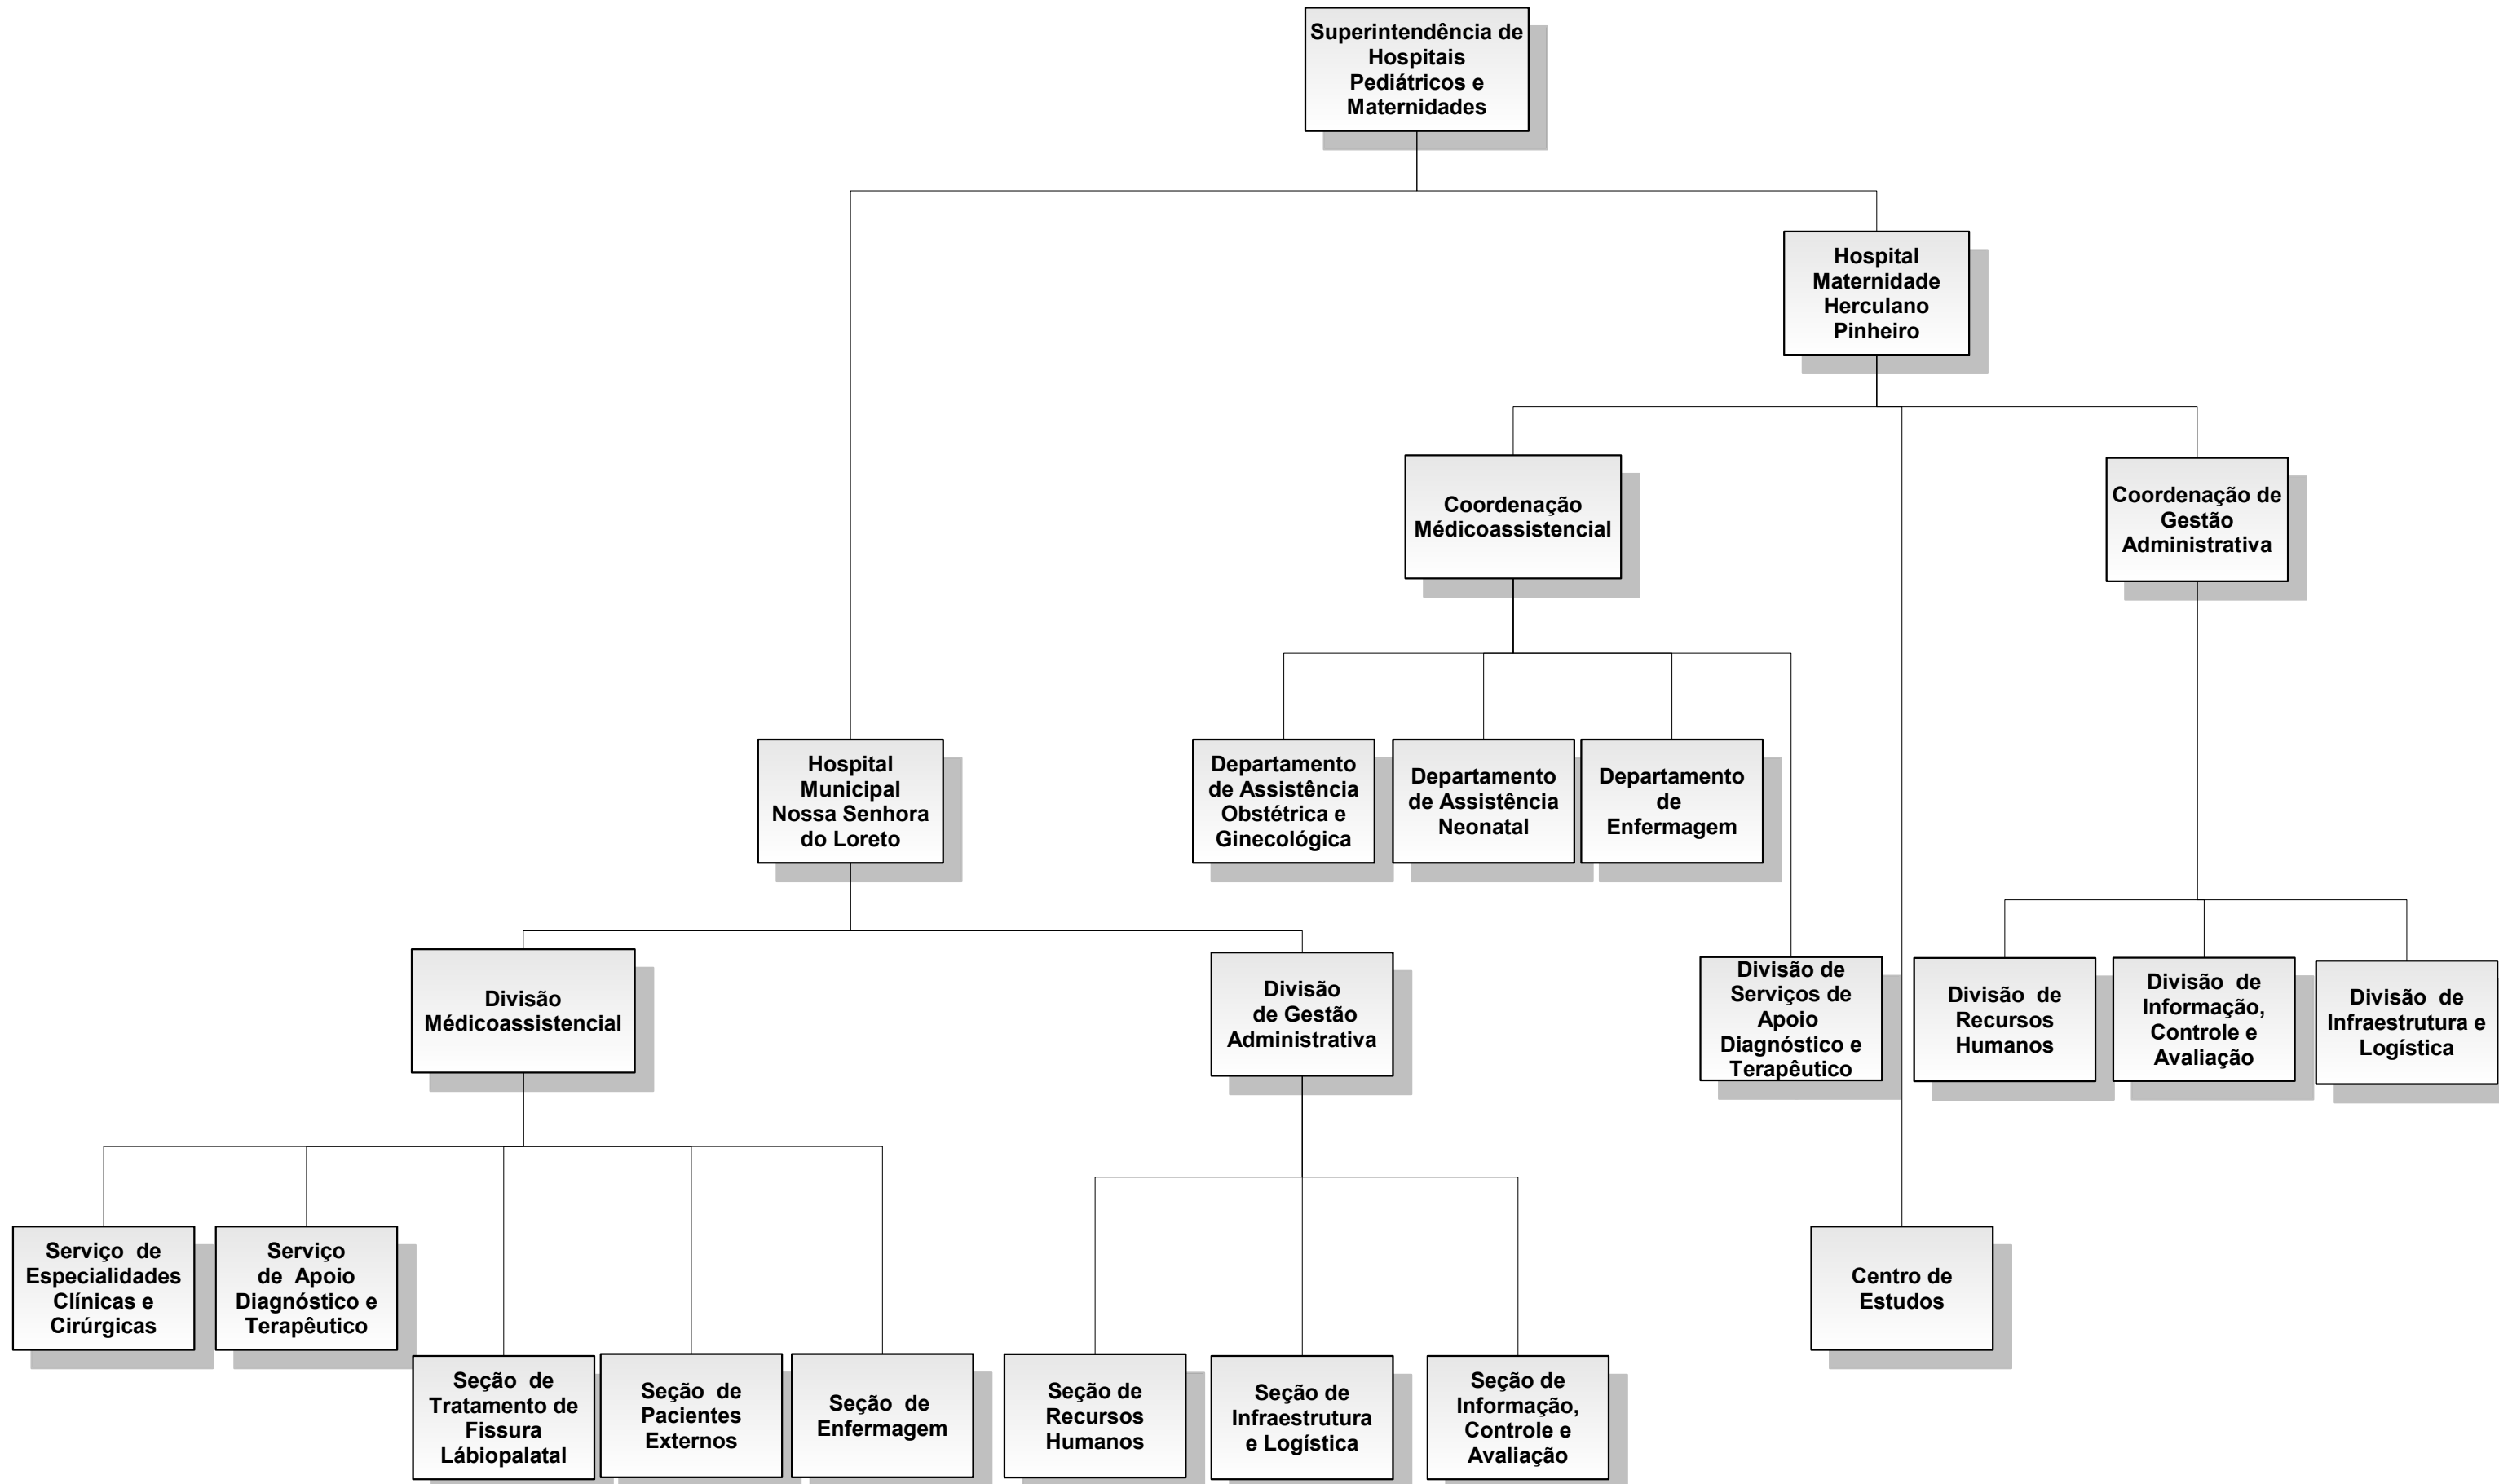 Superintendência de
Hospitais
Pediátricos e
Maternidades
Hospital
Maternidade
Herculano
Pinheiro
Coordenação
Médicoassistencial
Coordenação de
Gestão
Administrativa
Hospital
Municipal
Nossa Senhora
do Loreto
Departamento
de Assistência
Obstétrica e
Ginecológica
Departamento
de Assistência
Neonatal
Departamento
de
Enfermagem
Divisão
Médicoassistencial
Divisão
de Gestão
Administrativa
Divisão de
Serviços de
Apoio
Diagnóstico e
Terapêutico
Divisão de
Recursos
Humanos
Divisão de
Informação,
Controle e
Avaliação
Divisão de
Infraestrutura e
Logística
Serviço de
Especialidades
Clínicas e
Cirúrgicas
Serviço
de Apoio
Diagnóstico e
Terapêutico
Centro de
Estudos
Seção de
Tratamento de
Fissura
Lábiopalatal
Seção de
Pacientes
Externos
Seção de
Enfermagem
Seção de
Recursos
Humanos
Seção de
Infraestrutura
e Logística
Seção de
Informação,
Controle e
Avaliação